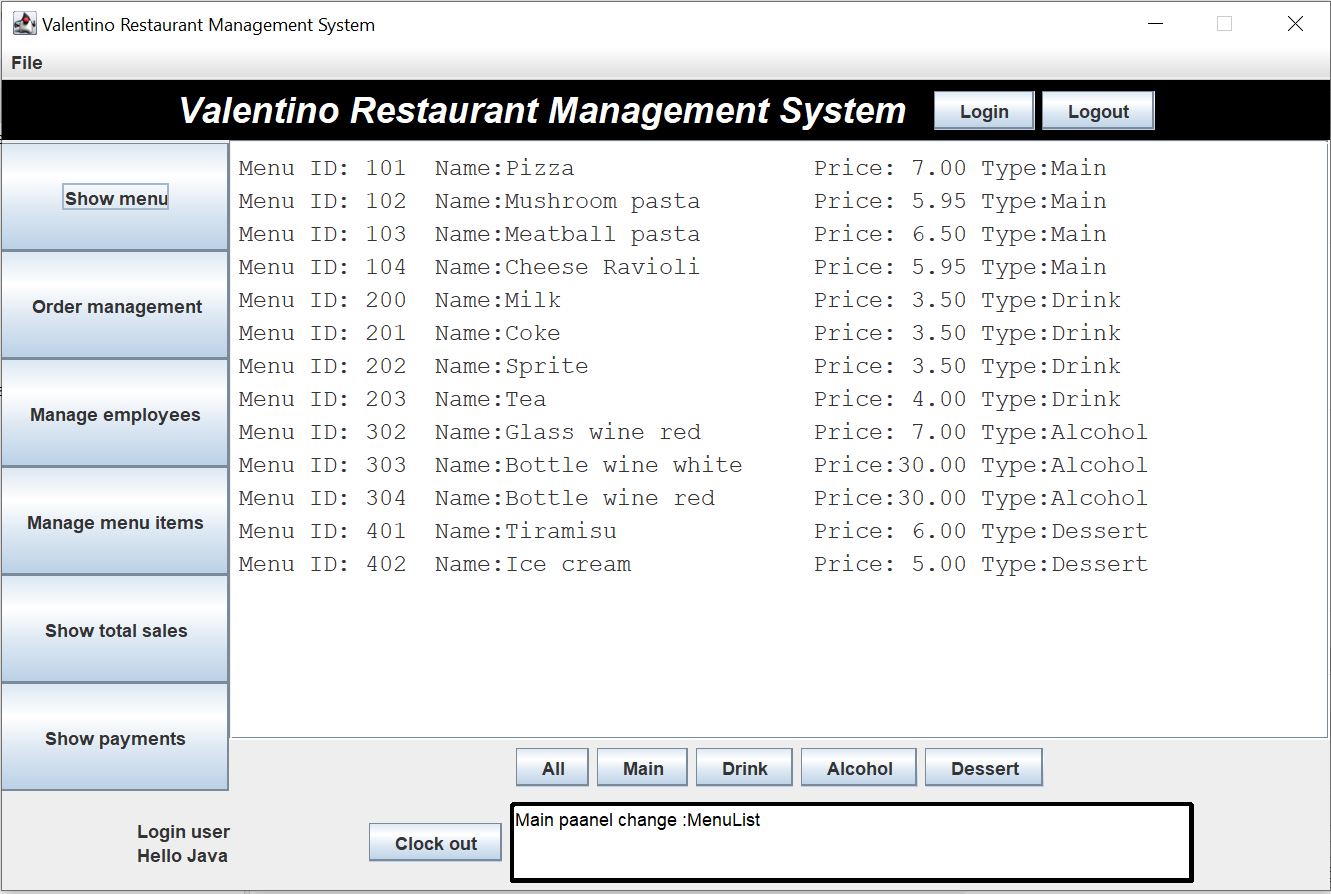 Valentino Restaurant Management System
File
Valentino Restaurant Management System Login Logout
Show menu
Order management
Manage employees
Manage menu items
Show total sales
Show payments
Menu ID: 101 Name:Pizza Price: 7.00 Type:Main
Menu ID: 102 Name:Mushroom pasta Price: 5.95 Type:Main
Menu ID: 103 Name:Meatball pasta Price: 6.50 Type:Main
Menu ID: 104 Name:Cheese Ravioli Price: 5.95 Type:Main
Menu ID: 200 Name:Milk Price: 3.50 Type:Drink
Menu ID: 201 Name:Coke Price: 3.50 Type:Drink
Menu ID: 202 Name:Sprite Price: 3.50 Type:Drink
Menu ID: 203 Name:Tea Price: 4.00 Type:Drink
Menu ID: 302 Name:Glass wine red Price: 7.00 Type:Alcohol
Menu ID: 303 Name:Bottle wine white Price:30.00 Type:Alcohol
Menu ID: 304 Name:Bottle wine red Price:30.00 Type:Alcohol
Menu ID: 401 Name:Tiramisu Price: 6.00 Type:Dessert
Menu ID: 402 Name:Ice cream Price: 5.00 Type:Dessert
All Main Drink Alcohol Dessert
Login user
Hello Java
Clock out
Main paanel change :MenuList